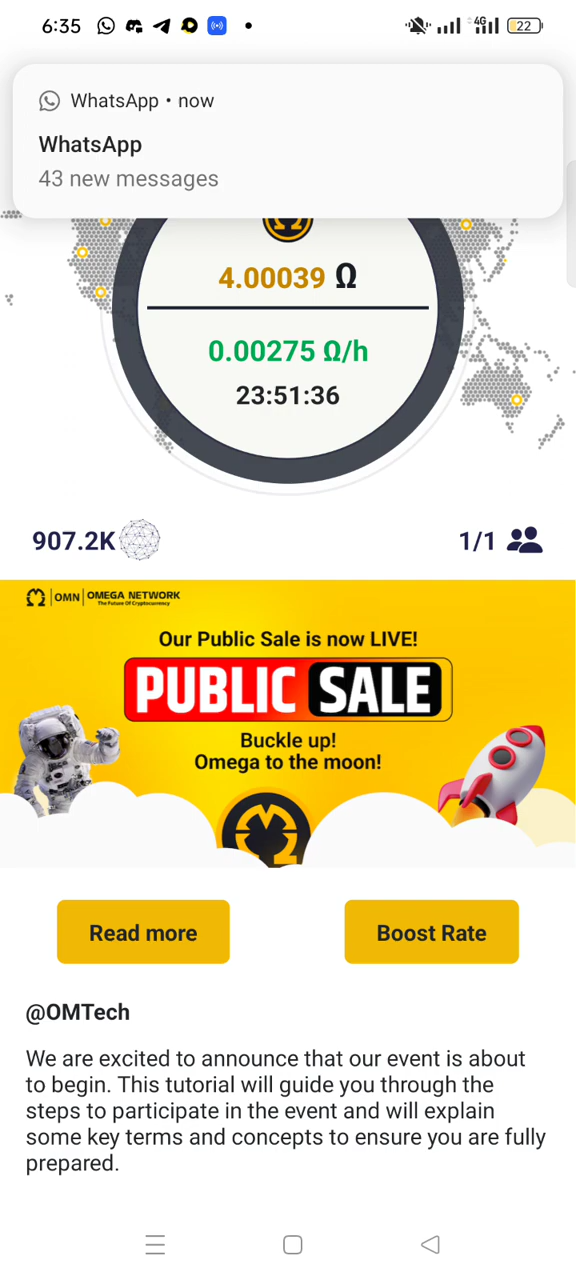 6:35
4G
22
WhatsApp • now
WhatsApp
43 new messages
4.00039 Ω
0.00275 Ω/h
23:51:36
907.2K
1/1
OMN OMEGA NETWORK
The Future Of Cryptocurrency
Our Public Sale is now LIVE!
PUBLIC SALE
Buckle up!
Omega to the moon!
Read more
Boost Rate
@OMTech
We are excited to announce that our event is about
to begin. This tutorial will guide you through the
steps to participate in the event and will explain
some key terms and concepts to ensure you are fully
prepared.